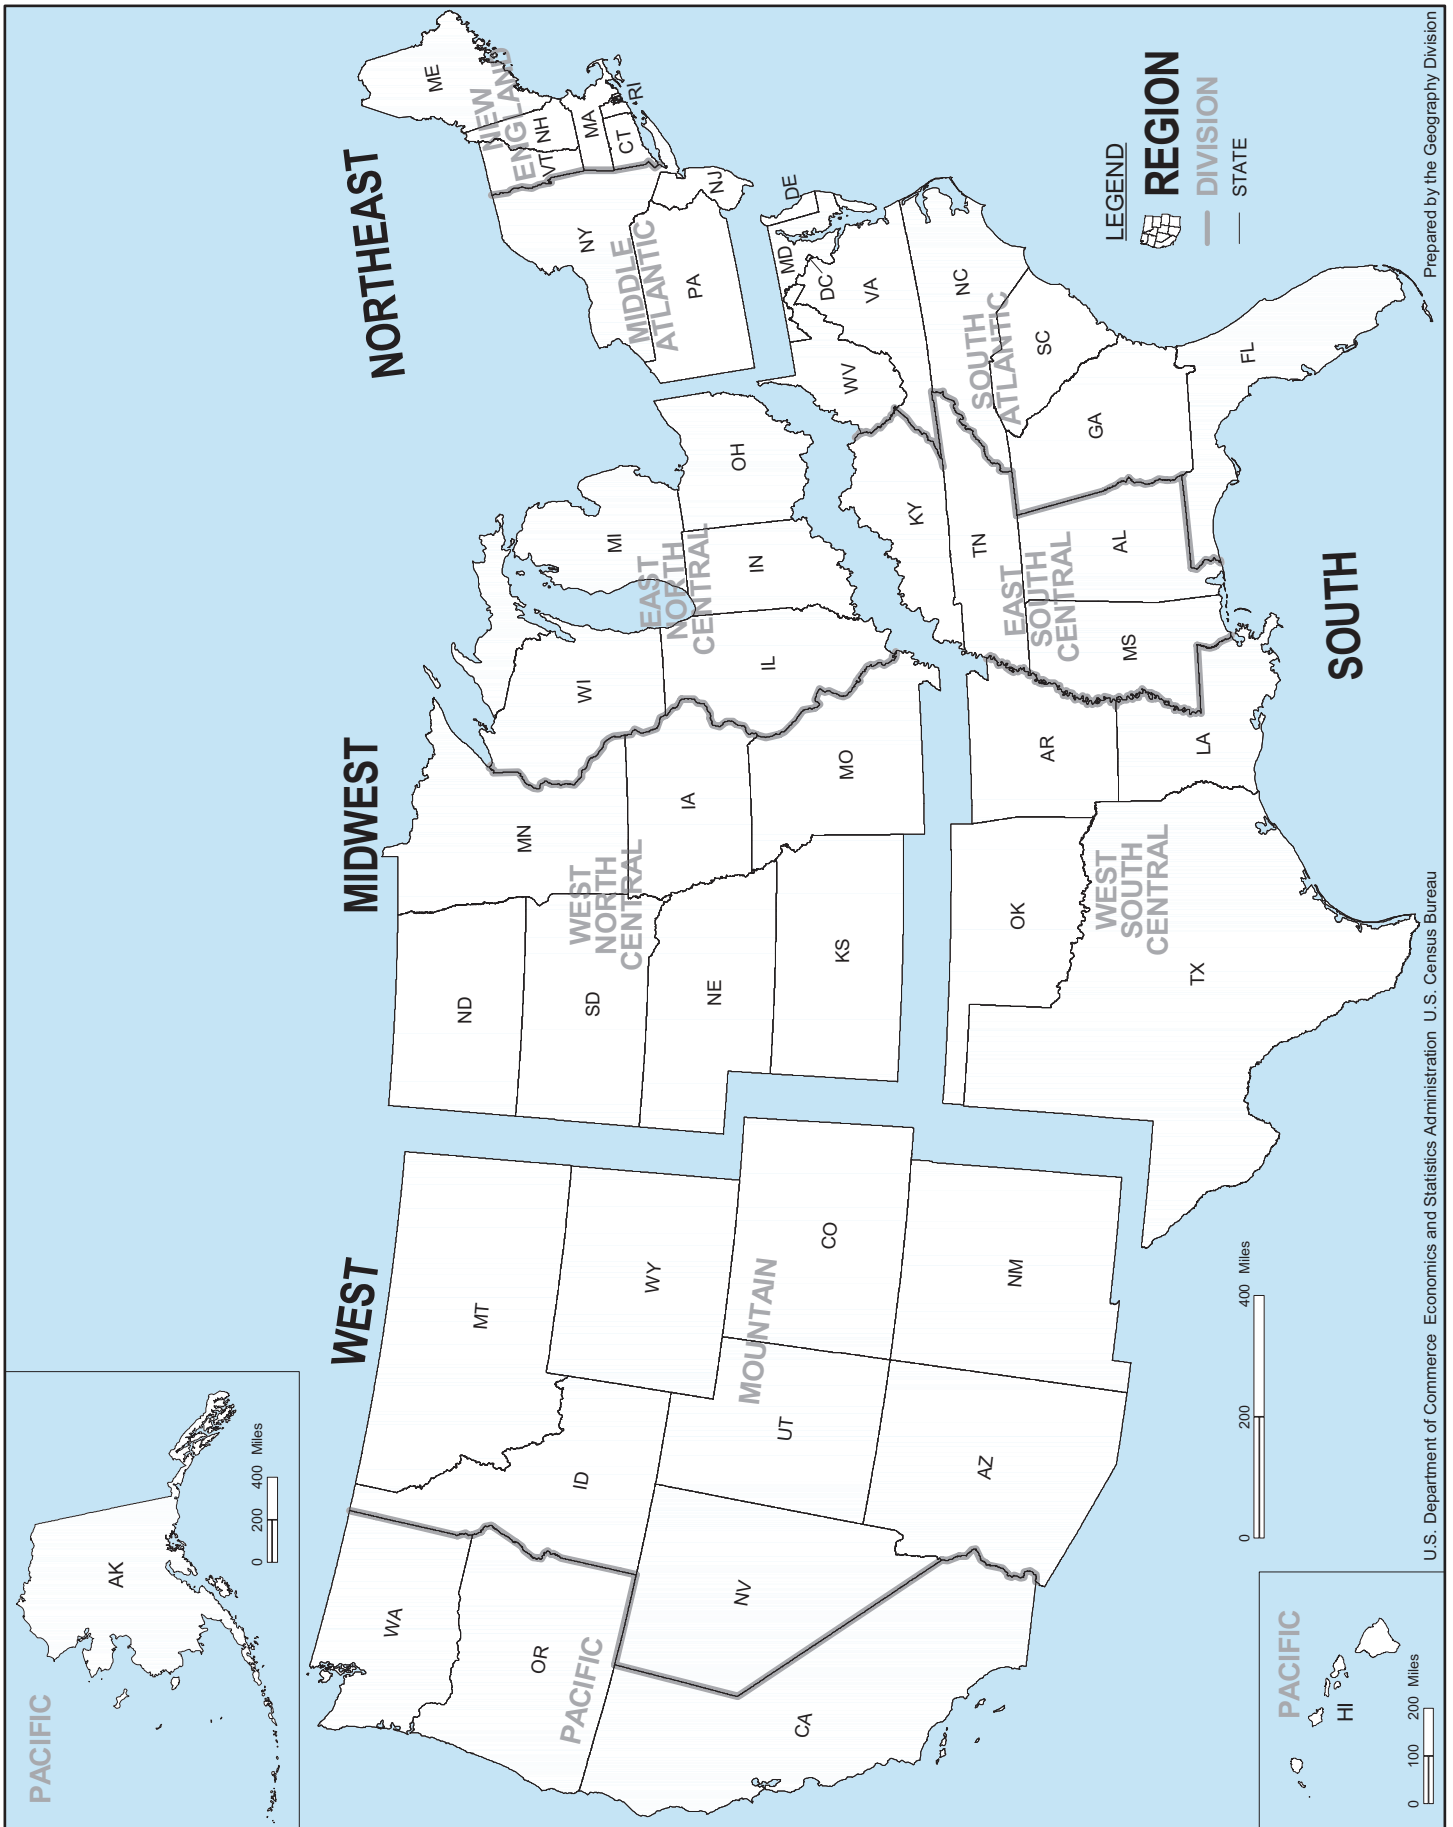 PACIFIC
AK
0 200 400 Miles
WEST
MIDWEST
NORTHEAST
WA
OR
PACIFIC
CA
NV
ID
MT
WY
MOUNTAIN
UT
CO
AZ
NM
ND
SD
NE
KS
MN
WEST
NORTH
CENTRAL
IA
MO
WI
MI
EAST
NORTH
CENTRAL
IL
IN
OH
NY
MIDDLE
ATLANTIC
PA
NJ
ME
NEW
ENGLAND
VT
NH
MA
CT
RI
DE
MD
DC
VA
WV
NC
SOUTH
ATLANTIC
SC
GA
FL
KY
TN
EAST
SOUTH
CENTRAL
AL
MS
AR
LA
OK
WEST
SOUTH
CENTRAL
TX
SOUTH
LEGEND
REGION
DIVISION
STATE
0 200 400 Miles
PACIFIC
HI
0 100 200 Miles
U.S. Department of Commerce Economics and Statistics Administration U.S. Census Bureau
Prepared by the Geography Division